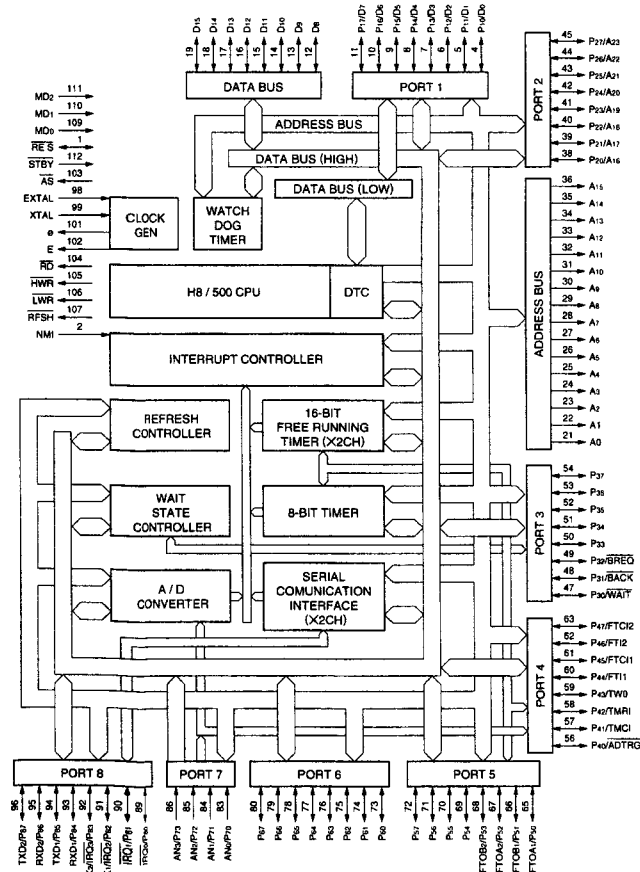 19 D15
18 D14
17 D13
16 D12
15 D11
14 D10
13 D9
12 D8
11 P17/D7
10 P16/D6
9 P15/D5
8 P14/D4
7 P13/D3
6 P12/D2
5 P11/D1
4 P10/D0
DATA BUS
PORT 1
PORT 2
45 P27/A23
44 P26/A22
43 P25/A21
42 P24/A20
41 P23/A19
40 P22/A18
39 P21/A17
38 P20/A16
MD2 111
MD1 110
MD0 109
RES 1
STBY 112
AS 103
EXTAL 98
XTAL 99
ø 101
E 102
RD 104
HWR 105
LWR 106
RFSH 107
NMI 2
ADDRESS BUS
DATA BUS (HIGH)
DATA BUS (LOW)
CLOCK
GEN
WATCH
DOG
TIMER
H8 / 500 CPU
DTC
INTERRUPT CONTROLLER
REFRESH
CONTROLLER
16-BIT
FREE RUNNING
TIMER (X2CH)
WAIT
STATE
CONTROLLER
8-BIT TIMER
A / D
CONVERTER
SERIAL
COMUNICATION
INTERFACE
(X2CH)
ADDRESS BUS
36 A15
35 A14
34 A13
33 A12
32 A11
31 A10
30 A9
29 A8
28 A7
27 A6
26 A5
25 A4
24 A3
23 A2
22 A1
21 A0
PORT 3
54 P37
53 P36
52 P35
51 P34
50 P33
49 P32/BREQ
48 P31/BACK
47 P30/WAIT
PORT 4
63 P47/FTCI2
62 P46/FTI2
61 P45/FTCI1
60 P44/FTI1
59 P43/TW0
58 P42/TMRI
57 P41/TMCI
56 P40/ADTRG
PORT 8
PORT 7
PORT 6
PORT 5
96 TXD2/P87
95 RXD2/P86
94 TXD1/P85
93 RXD1/P84
92 /IRQ3/P83
91 /IRQ2/P82
90 IRQ1/P81
89 IRQ0/P80
86 AN3/P73
85 AN2/P72
84 AN1/P71
83 AN0/P70
80 P67
79 P66
78 P65
77 P64
76 P63
75 P62
74 P61
73 P60
72 P57
71 P56
70 P55
69 P54
68 FTOB2/P53
67 FTOA2/P52
66 FTOB1/P51
65 FTOA1/P50